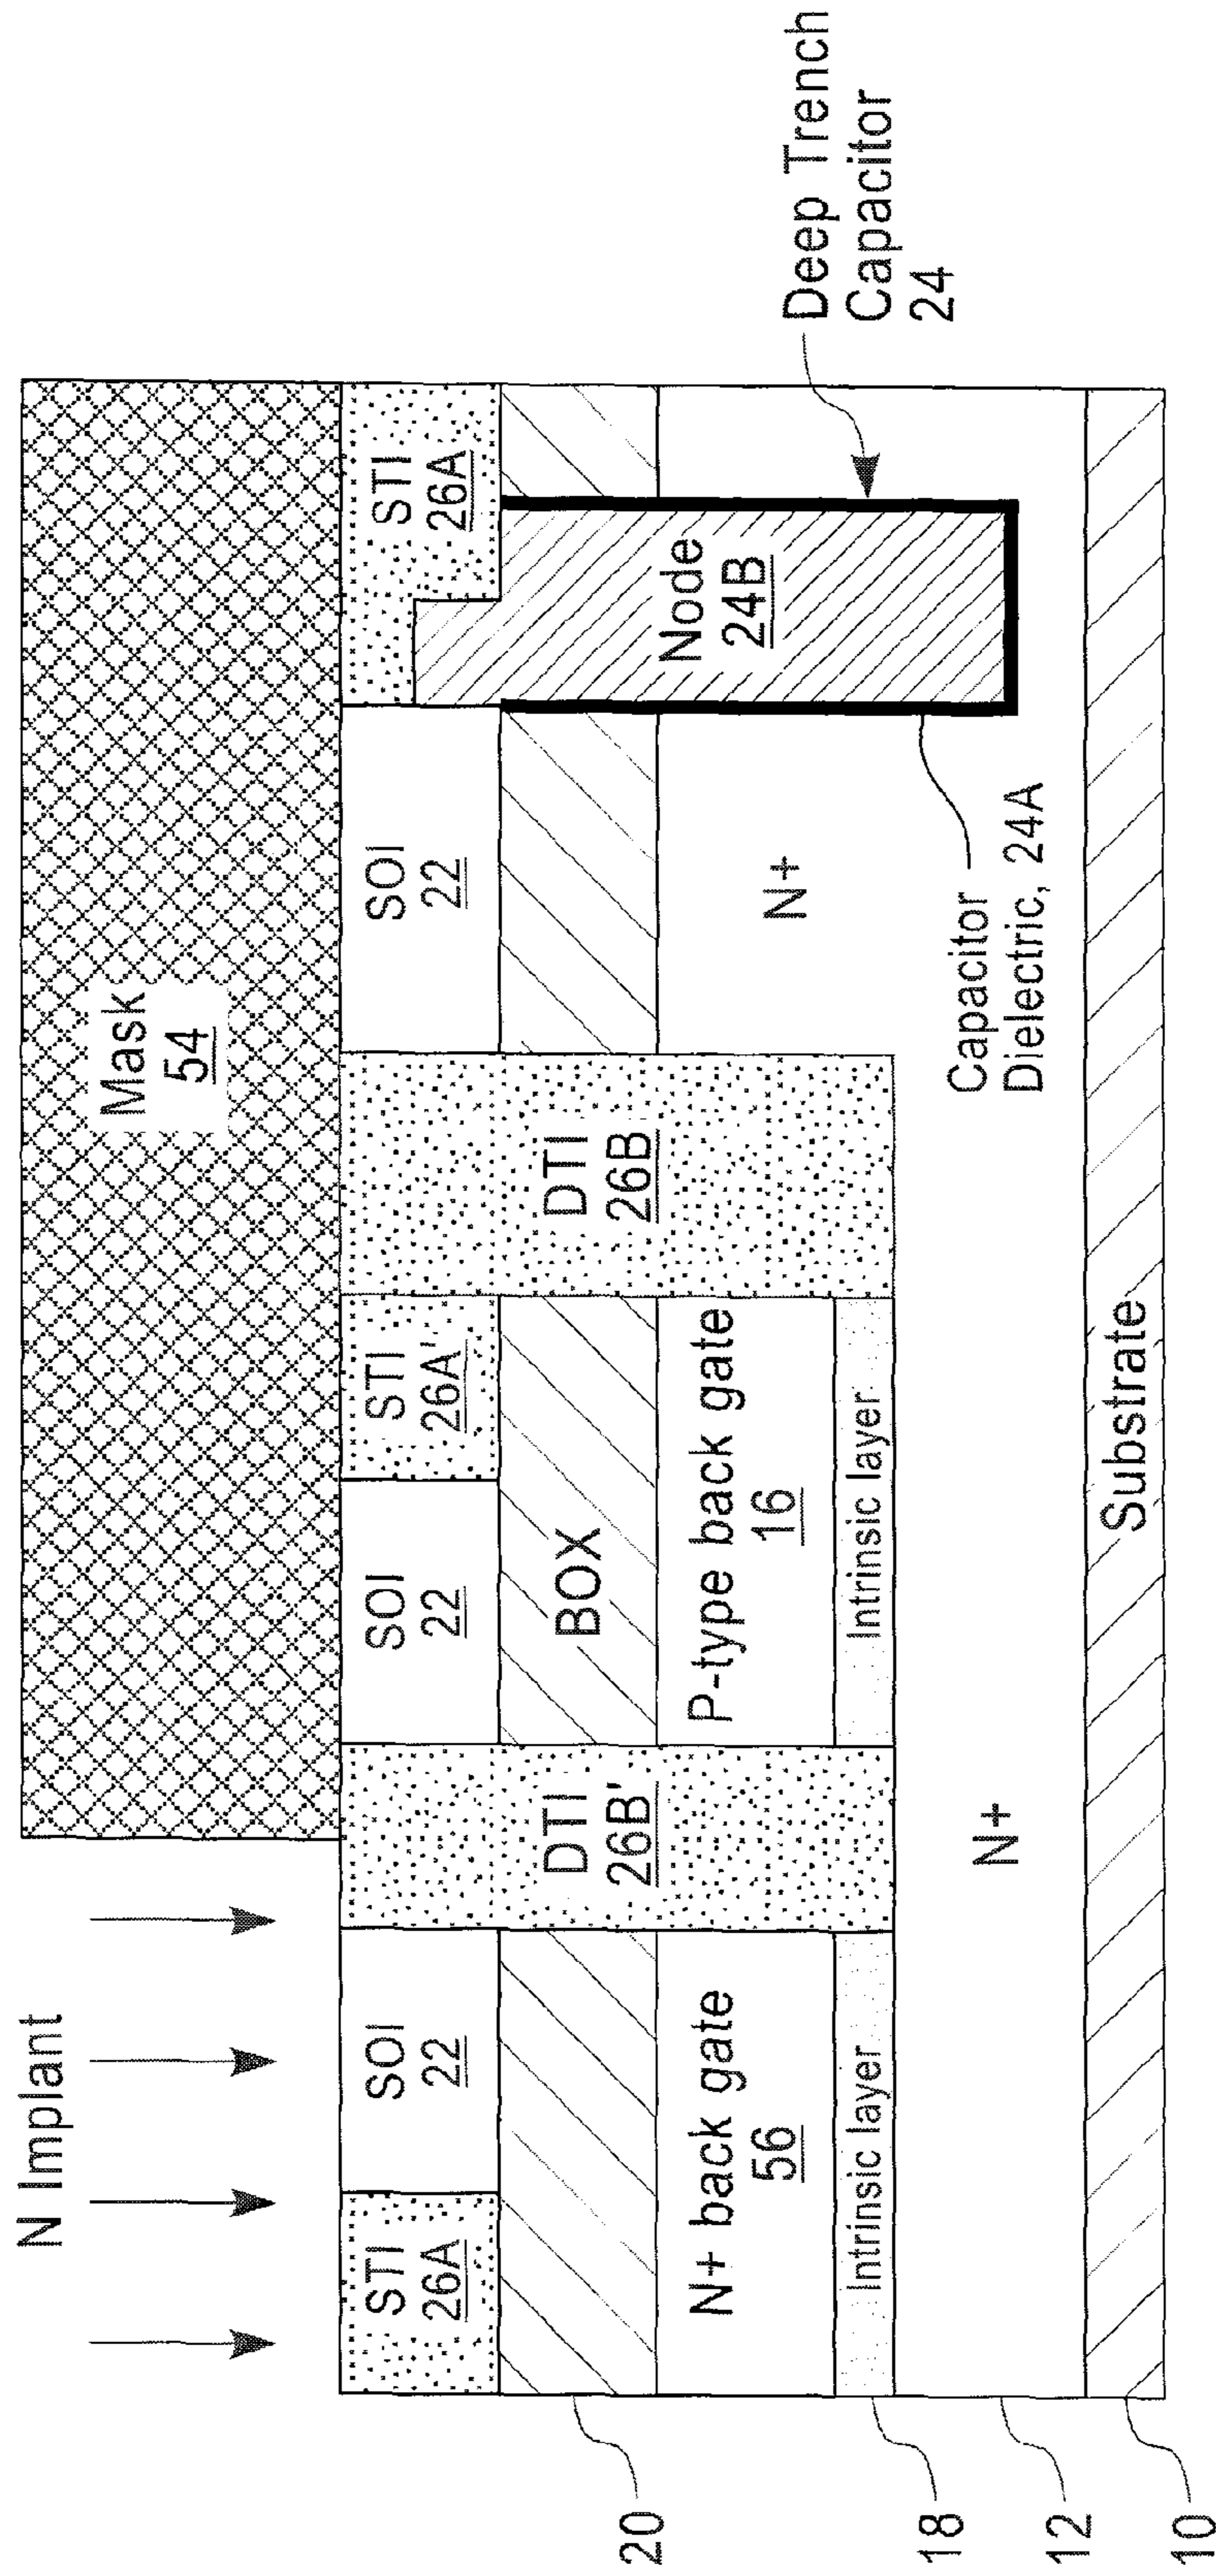 N Implant
Mask
54
STI
26A
SOI
22
DTI
26B'
SOI
22
STI
26A'
DTI
26B
SOI
22
STI
26A
BOX
N+ back gate
56
P-type back gate
16
N+
Node
24B
Deep Trench
Capacitor
24
Intrinsic layer
Intrinsic layer
Capacitor
Dielectric, 24A
N+
Substrate
20
18
12
10